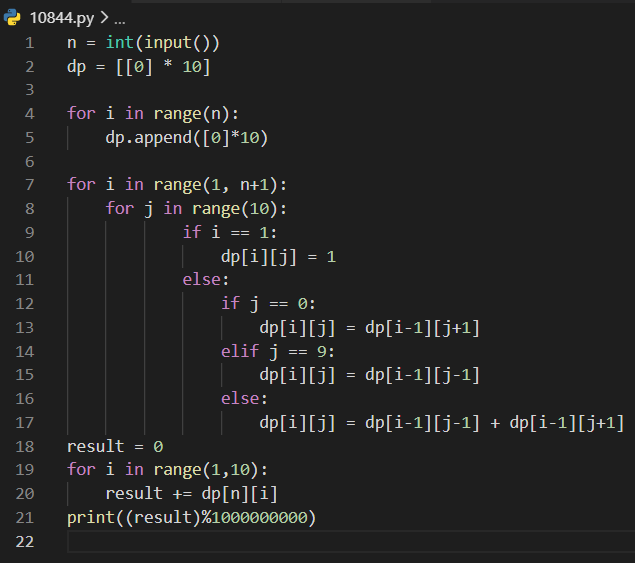 10844.py > ...
1 n = int(input())
2 dp = [[0] * 10]
3
4 for i in range(n):
5     dp.append([0]*10)
6
7 for i in range(1, n+1):
8     for j in range(10):
9             if i == 1:
10                 dp[i][j] = 1
11             else:
12                 if j == 0:
13                     dp[i][j] = dp[i-1][j+1]
14                 elif j == 9:
15                     dp[i][j] = dp[i-1][j-1]
16                 else:
17                     dp[i][j] = dp[i-1][j-1] + dp[i-1][j+1]
18 result = 0
19 for i in range(1,10):
20     result += dp[n][i]
21 print((result)%1000000000)
22